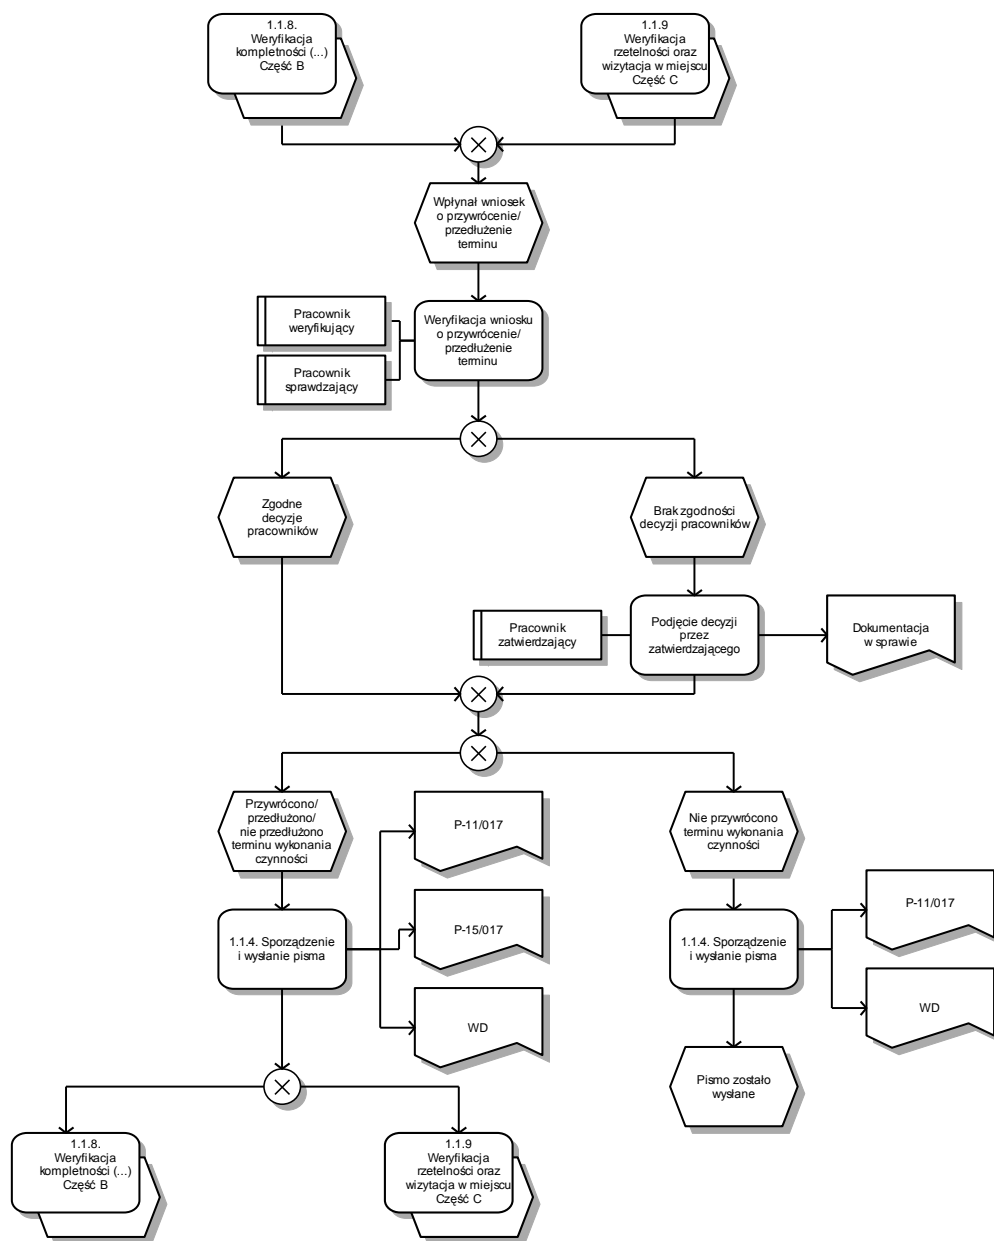 1.1.8.
Weryfikacja
kompletności (...)
Część B
1.1.9
Weryfikacja
rzetelności oraz
wizytacja w miejscu
Część C
Wpłynął wniosek
o przywrócenie/
przedłużenie
terminu
Pracownik
weryfikujący
Weryfikacja wniosku
o przywrócenie/
przedłużenie
terminu
Pracownik
sprawdzający
Zgodne
decyzje
pracowników
Brak zgodności
decyzji pracowników
Pracownik
zatwierdzający
Podjęcie decyzji
przez
zatwierdzającego
Dokumentacja
w sprawie
Przywrócono/
przedłużono/
nie przedłużono
terminu wykonania
czynności
P-11/017
Nie przywrócono
terminu wykonania
czynności
P-15/017
P-11/017
1.1.4. Sporządzenie
i wysłanie pisma
1.1.4. Sporządzenie
i wysłanie pisma
WD
WD
Pismo zostało
wysłane
1.1.8.
Weryfikacja
kompletności (...)
Część B
1.1.9
Weryfikacja
rzetelności oraz
wizytacja w miejscu
Część C